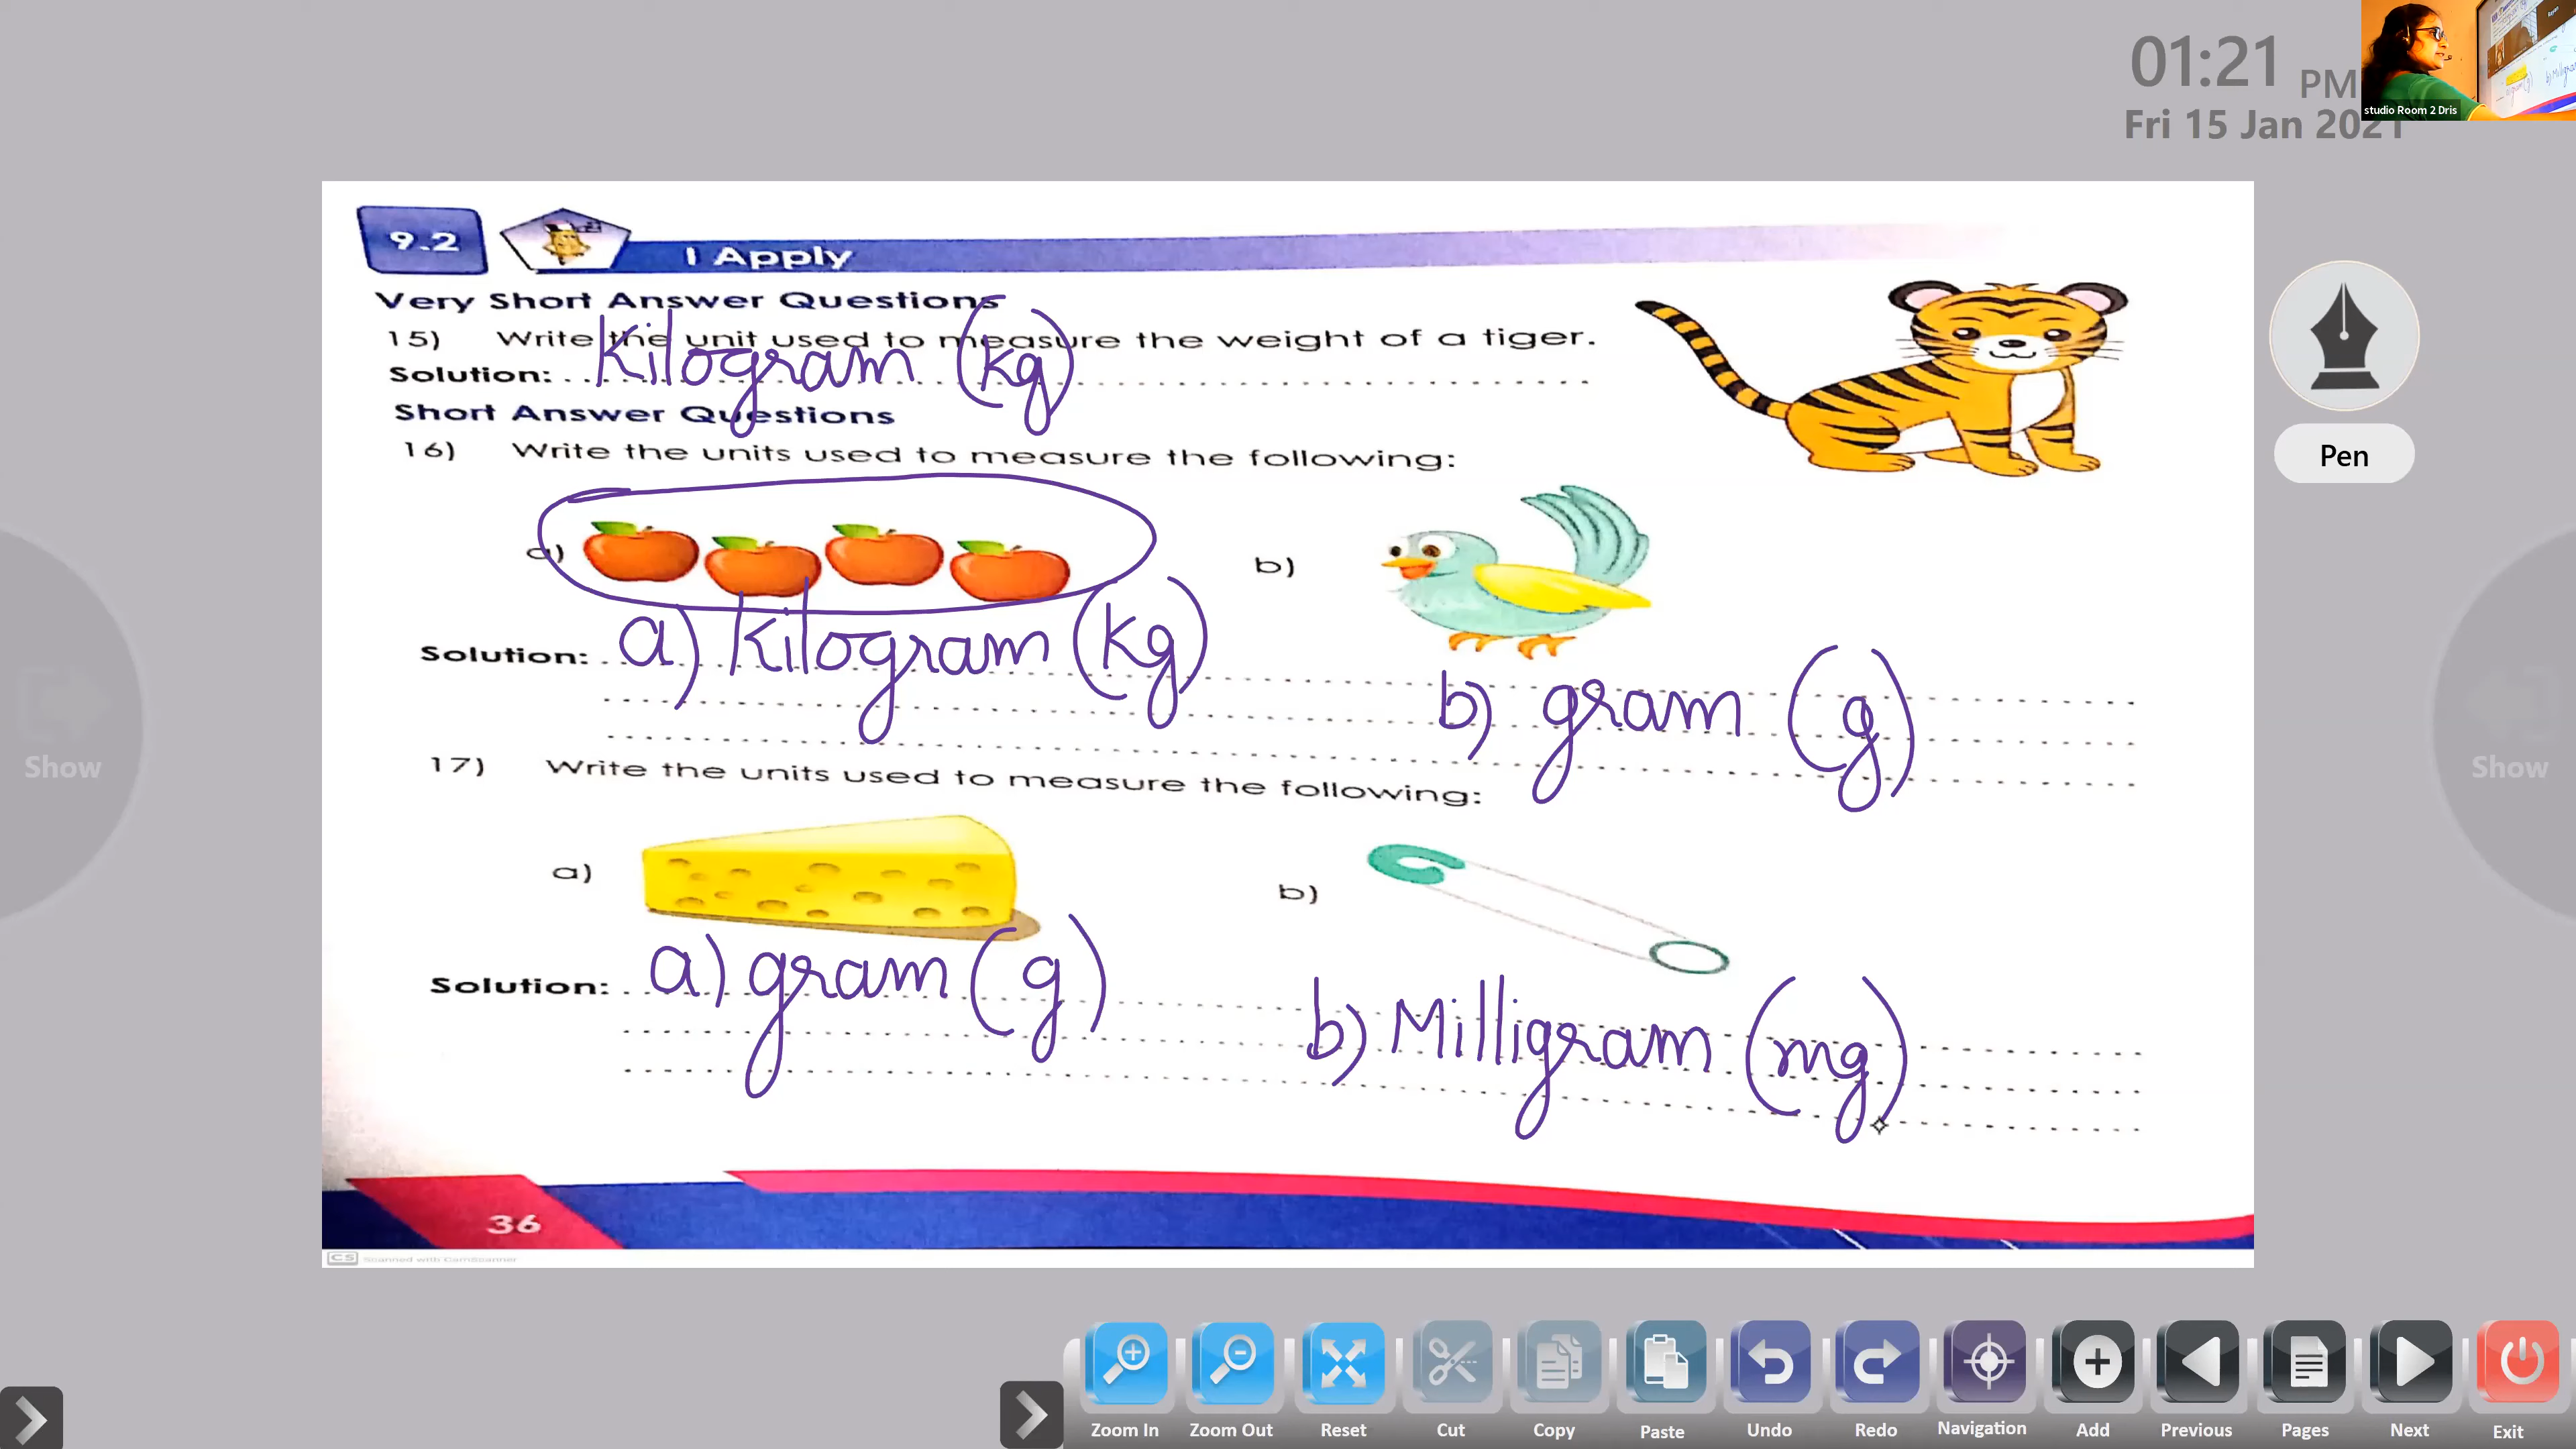 01:21 PM
Fri 15 Jan 2021
studio Room 2 Dris
9.2
I Apply
Very Short Answer Questions
15) Write the unit used to measure the weight of a tiger.
Solution: Kilogram (kg)
Short Answer Questions
16) Write the units used to measure the following:
a)
b)
Solution: a) kilogram (kg)
b) gram (g)
17) Write the units used to measure the following:
a)
b)
Solution: a) gram (g)
b) Milligram (mg)
36
CS Scanned with CamScanner
Pen
Show
Show
Zoom In
Zoom Out
Reset
Cut
Copy
Paste
Undo
Redo
Navigation
Add
Previous
Pages
Next
Exit